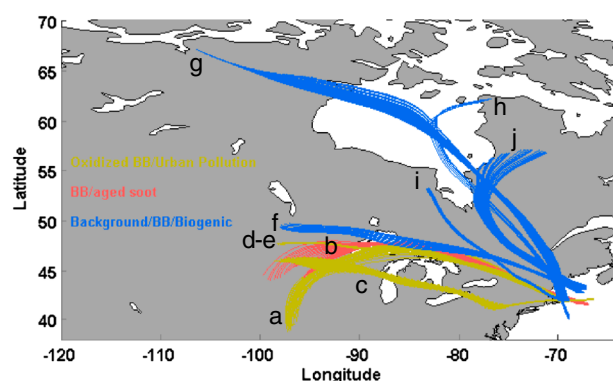 70
65
60
55
50
45
40
Latitude
g
h
j
i
Oxidized BB/Urban Pollution
BB/aged soot
Background/BB/Biogenic
f
d-e
b
c
a
-120 -110 -100 -90 -80 -70
Longitude